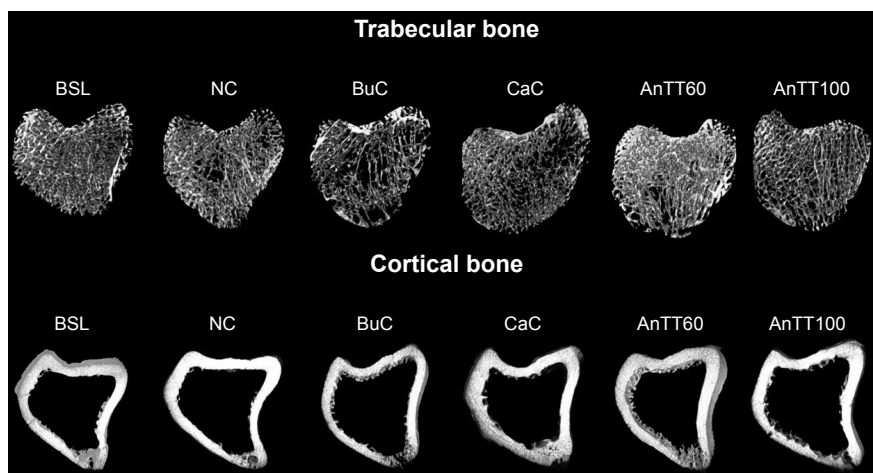 Trabecular bone
BSL NC BuC CaC AnTT60 AnTT100
Cortical bone
BSL NC BuC CaC AnTT60 AnTT100